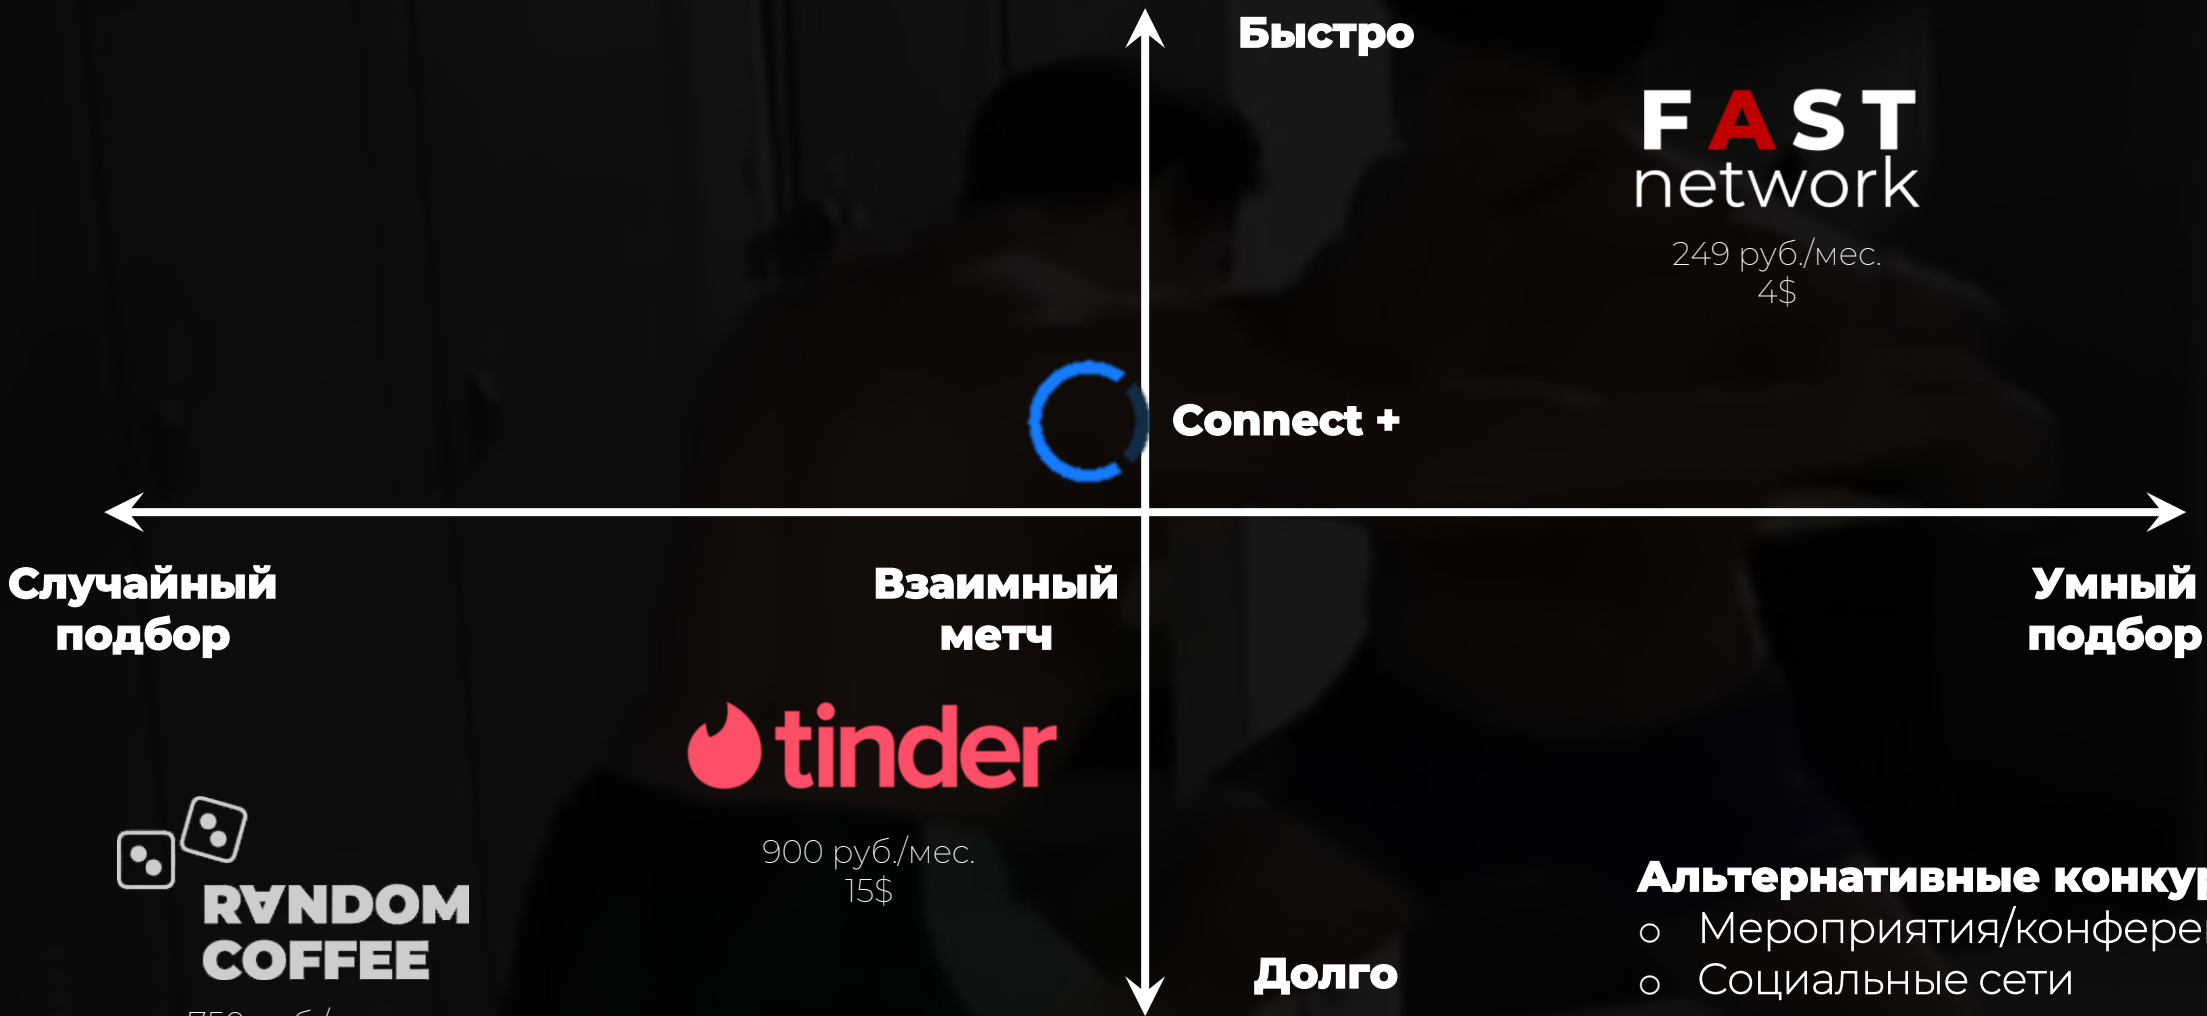 Быстро
FAST
network
249 руб./мес.
4$
Connect +
Случайный
подбор
Взаимный
метч
Умный
подбор
tinder
900 руб./мес.
15$
RANDOM
COFFEE
Альтернативные
Мероприятия/
Социальные сети
Долго